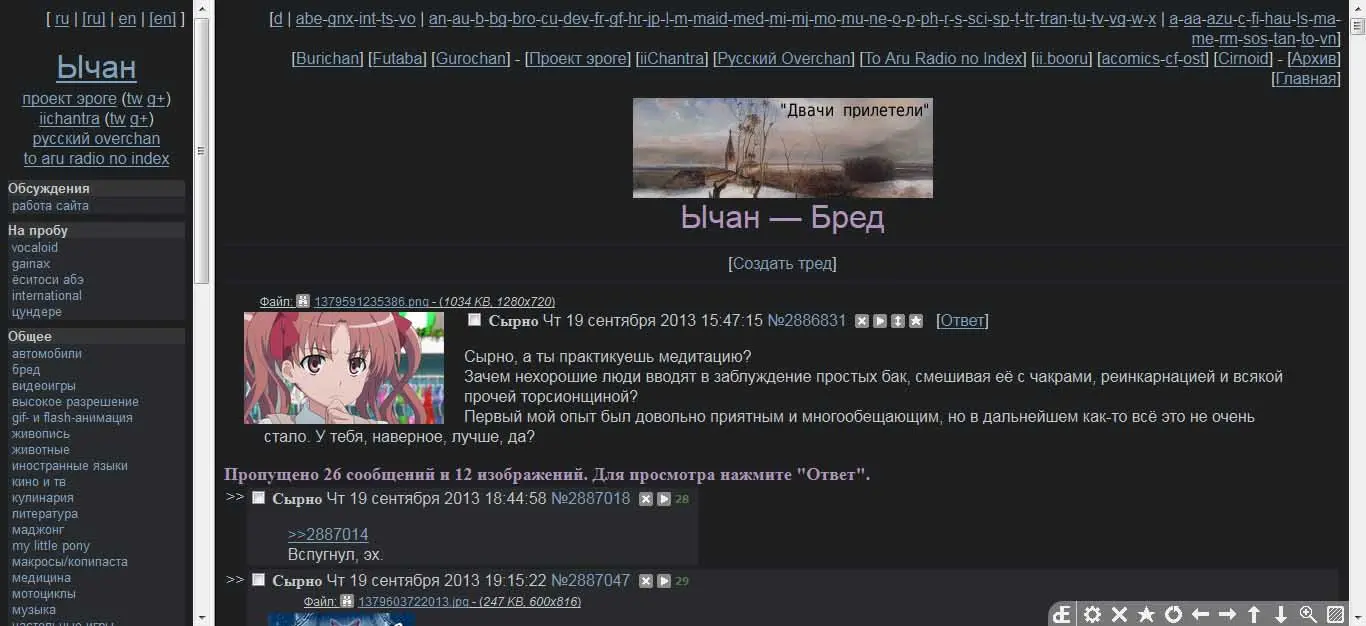 [ ru | [ru] | en | [en] ]
Ычан
проект эроге (tw g+)
iichantra (tw g+)
русский overchan
to aru radio no index
Обсуждения
работа сайта
На пробу
vocaloid
gainax
ёситоси абэ
international
цундере
Общее
автомобили
бред
видеоигры
высокое разрешение
gif- и flash-анимация
живопись
животные
иностранные языки
кино и тв
кулинария
литература
маджонг
my little pony
макросы/копипаста
медицина
мотоциклы
музыка
настольные игры
[d | abe-gnx-int-ts-vo | an-au-b-bg-bro-cu-dev-fr-gf-hr-jp-l-m-maid-med-mi-mj-mo-mu-ne-o-p-ph-r-s-sci-sp-t-tr-tran-tu-tv-vg-w-x | a-aa-azu-c-fi-hau-ls-ma-
me-rm-sos-tan-to-vn]
[Burichan] [Futaba] [Gurochan] - [Проект эроге] [iiChantra] [Русский Overchan] [To Aru Radio no Index] [ii.booru] [acomics-cf-ost] [Cirnoid] - [Архив]
[Главная]
"Двачи прилетели"
Ычан — Бред
[Создать тред]
Файл: 1379591235386.png - (1034 KB, 1280x720)
Сырно Чт 19 сентября 2013 15:47:15 №2886831 [Ответ]
Сырно, а ты практикуешь медитацию?
Зачем нехорошие люди вводят в заблуждение простых бак, смешивая её с чакрами, реинкарнацией и всякой
прочей торсионщиной?
Первый мой опыт был довольно приятным и многообещающим, но в дальнейшем как-то всё это не очень
стало. У тебя, наверное, лучше, да?
Пропущено 26 сообщений и 12 изображений. Для просмотра нажмите "Ответ".
>> Сырно Чт 19 сентября 2013 18:44:58 №2887018 28
>>2887014
Вспугнул, эх.
>> Сырно Чт 19 сентября 2013 19:15:22 №2887047 29
Файл: 1379603722013.jpg - (247 KB, 600x816)
dE